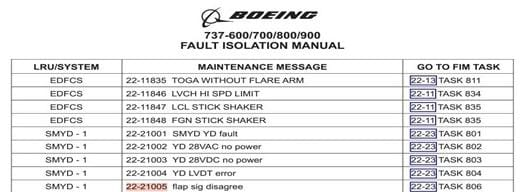 BOEING
737-600/700/800/900
FAULT ISOLATION MANUAL
LRU/SYSTEM MAINTENANCE MESSAGE GO TO FIM TASK
EDFCS 22-11835 TOGA WITHOUT FLARE ARM 22-13 TASK 811
EDFCS 22-11846 LVCH HI SPD LIMIT 22-11 TASK 834
EDFCS 22-11847 LCL STICK SHAKER 22-11 TASK 835
EDFCS 22-11848 FGN STICK SHAKER 22-11 TASK 835
SMYD - 1 22-21001 SMYD YD fault 22-23 TASK 801
SMYD - 1 22-21002 YD 28VAC no power 22-23 TASK 802
SMYD - 1 22-21003 YD 28VDC no power 22-23 TASK 803
SMYD - 1 22-21004 YD LVDT error 22-23 TASK 804
SMYD - 1 22-21005 flap sig disagree 22-23 TASK 806